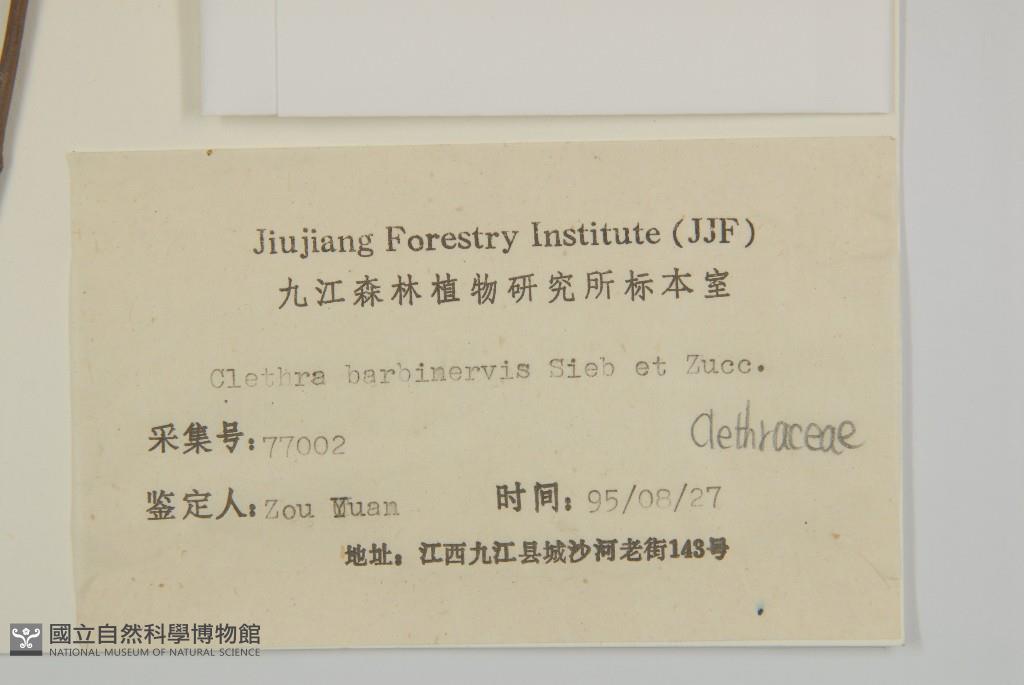 Jiujiang Forestry Institute (JJF)
九江森林植物研究所标本室
Clethra barbinervis Sieb et Zucc.
采集号:77002
Clethraceae
鉴定人:Zou Yuan 时间:95/08/27
地址:江西九江县城沙河老街143号
國立自然科學博物館
NATIONAL MUSEUM OF NATURAL SCIENCE